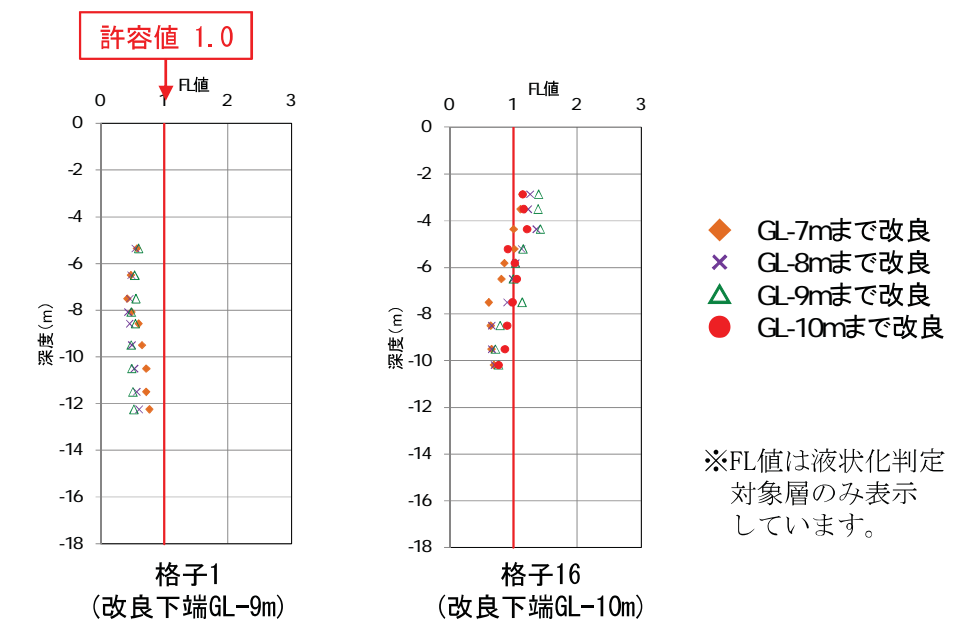 許容値 1.0
FL値
0 1 2 3
0
-2
-4
-6
-8
-10
-12
-14
-16
-18
深度(m)
格子1
(改良下端GL-9m)
FL値
0 1 2 3
0
-2
-4
-6
-8
-10
-12
-14
-16
-18
深度(m)
格子16
(改良下端GL-10m)
GL-7mまで改良
GL-8mまで改良
GL-9mまで改良
GL-10mまで改良
※FL値は液状化判定
対象層のみ表示
しています。